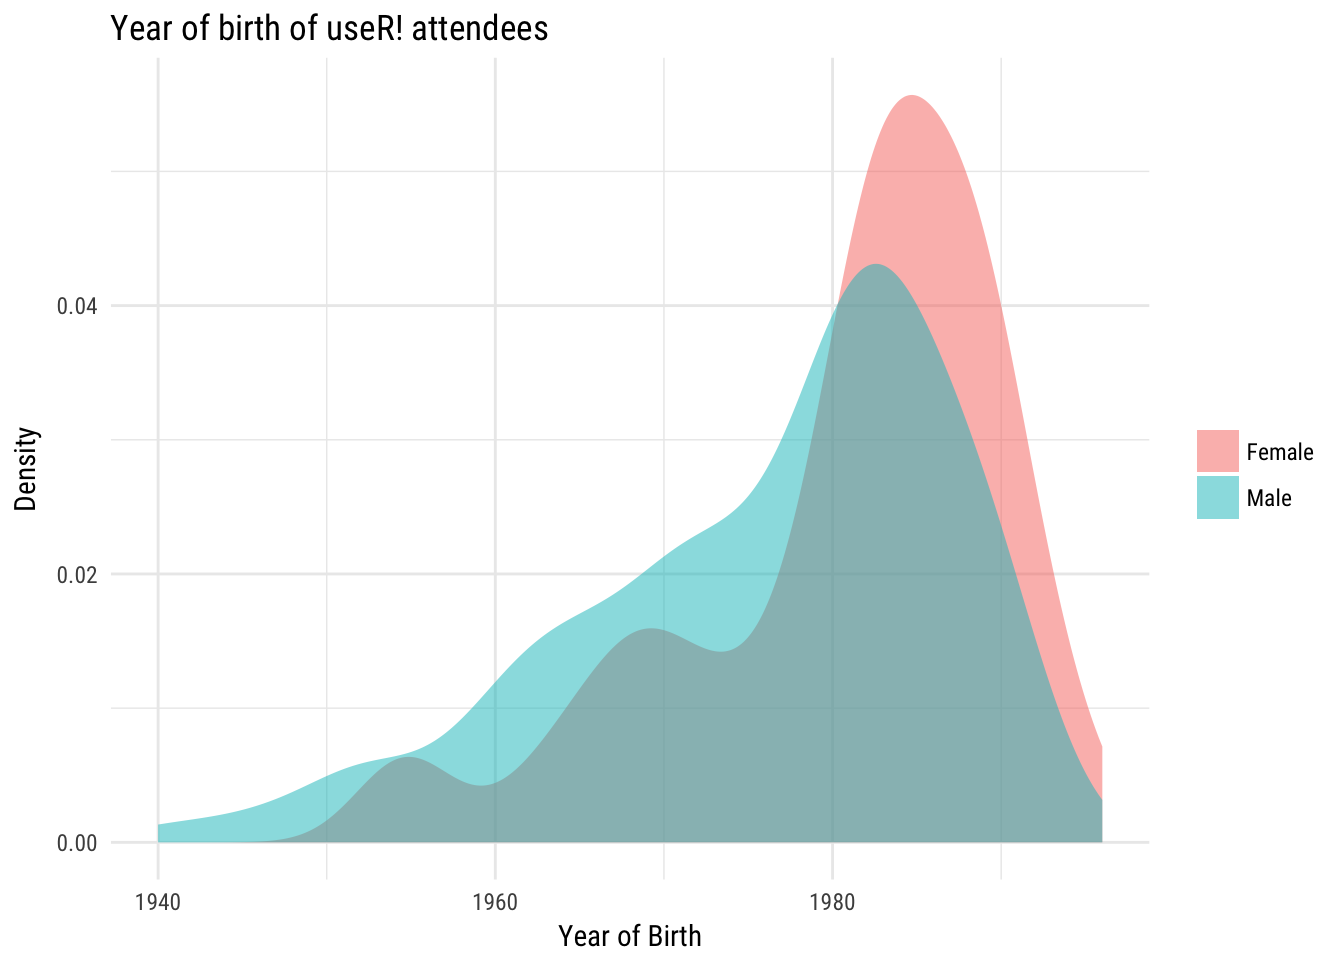 Year of birth of useR! attendees
Density
0.04
0.02
0.00
1940 1960 1980
Year of Birth
Female
Male